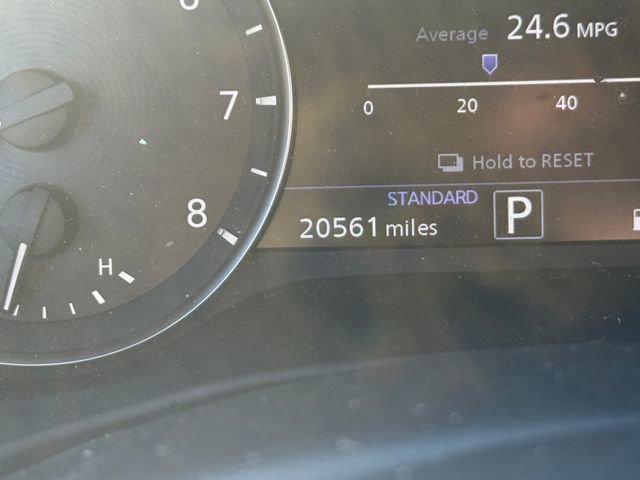 Average 24.6 MPG
0 20 40
7
Hold to RESET
STANDARD
8
20561 miles P
H